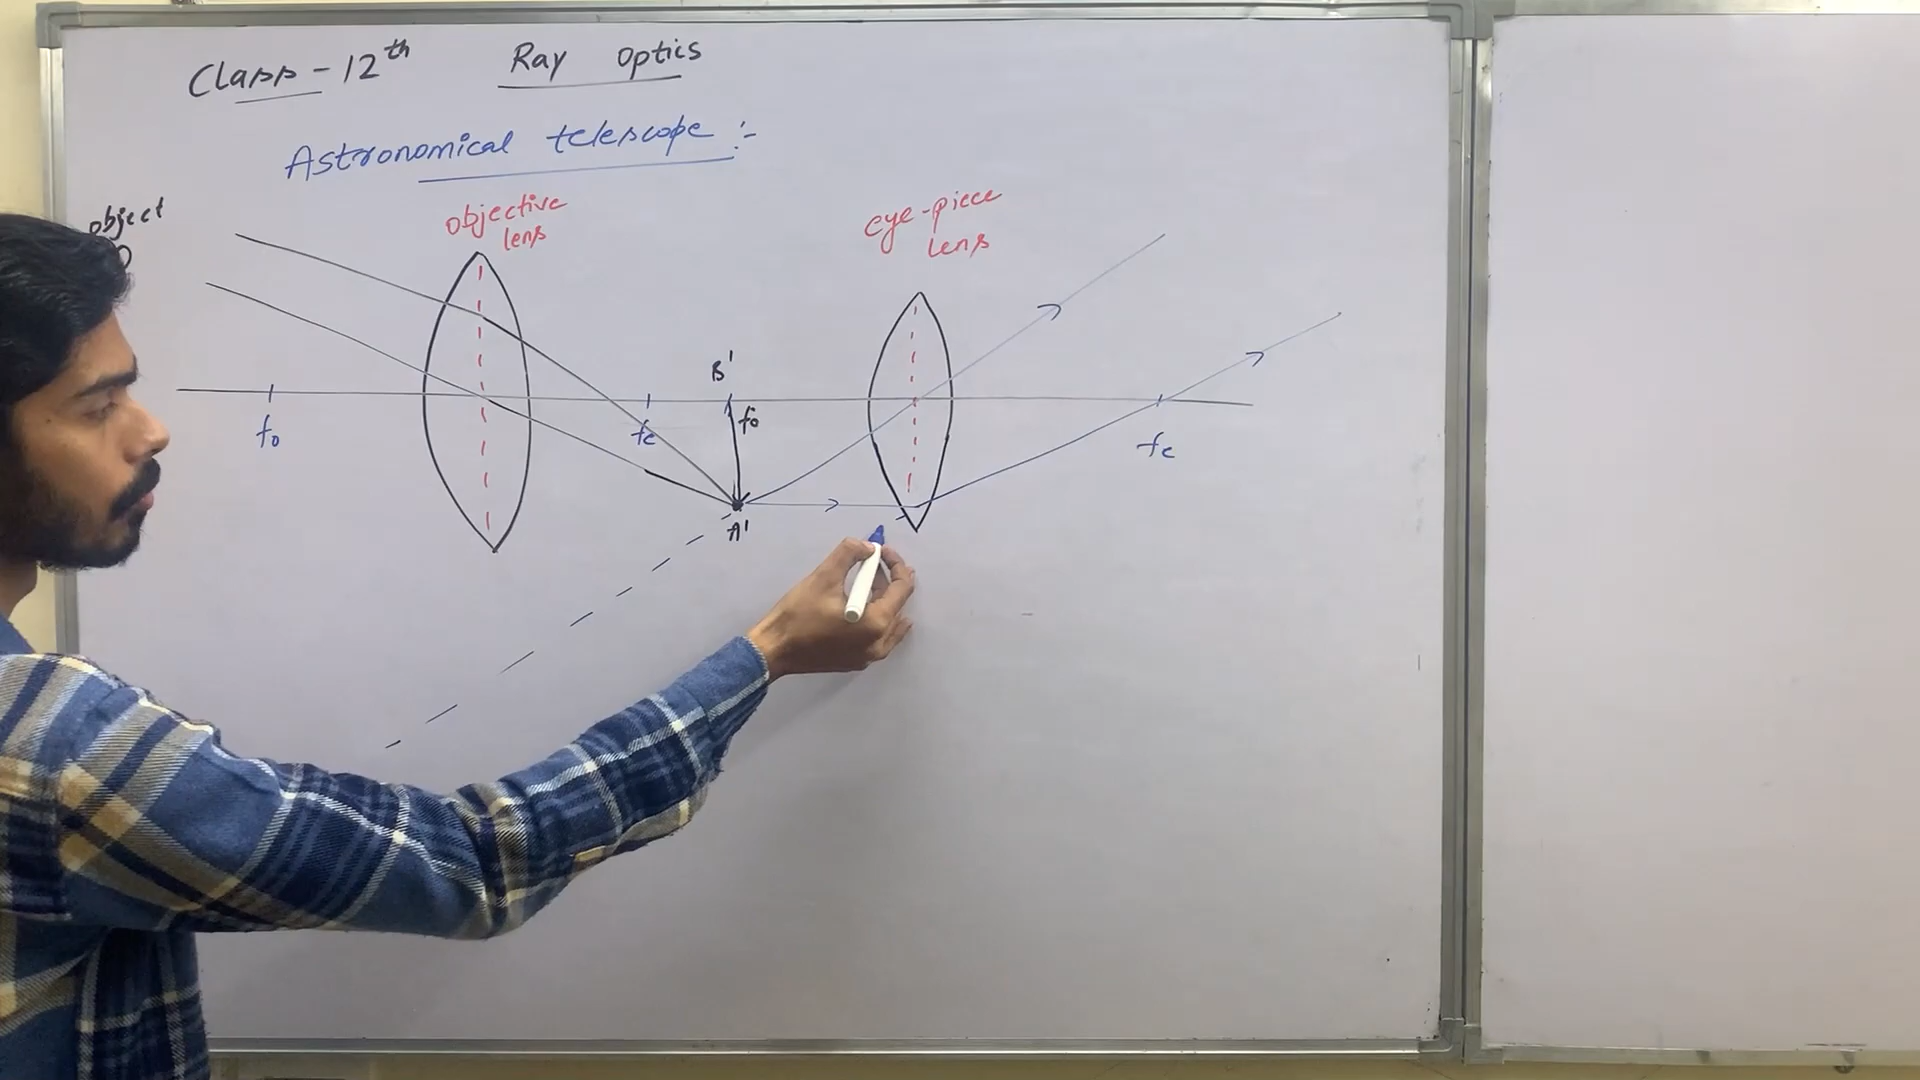 Class - 12th Ray Optics
Astronomical telescope :-
object
objective
lens
eye-piece
lens
B'
fo
fo
fe
fe
A'